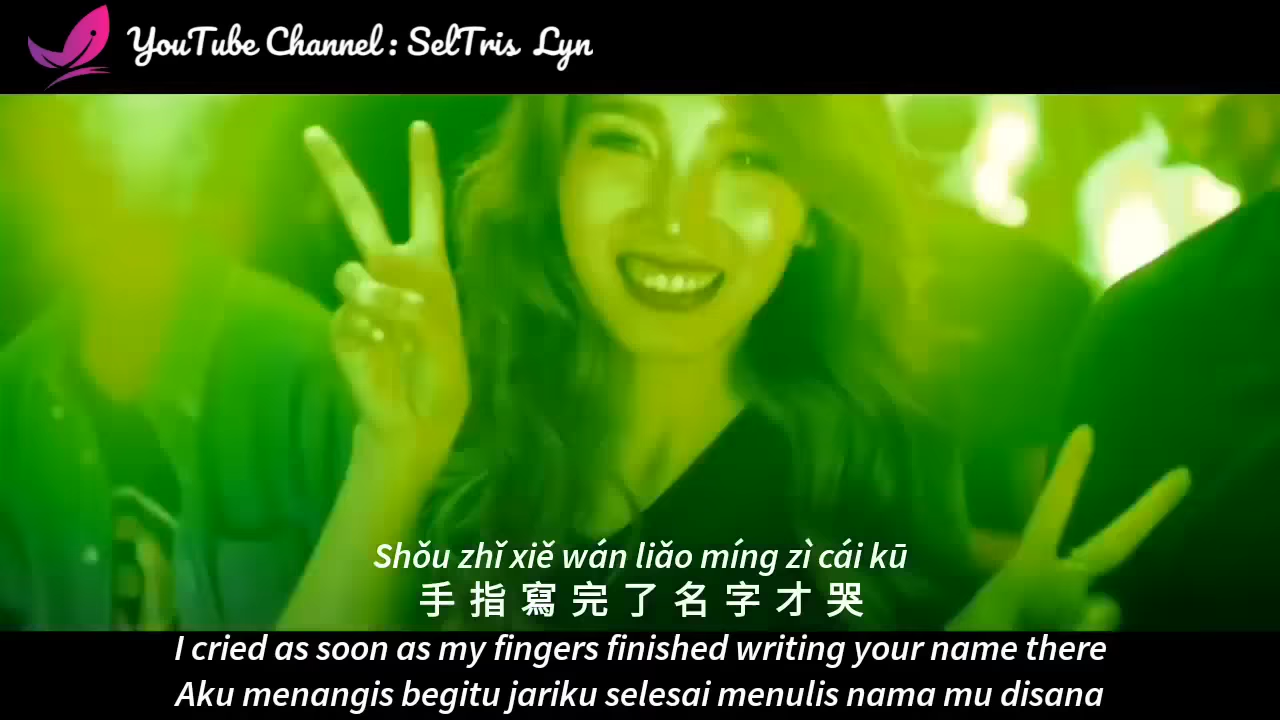 YouTube Channel : SelTris Lyn
Shǒu zhǐ xiě wán liǎo míng zì cái kū
手指寫完了名字才哭
I cried as soon as my fingers finished writing your name there
Aku menangis begitu jariku selesai menulis nama mu disana